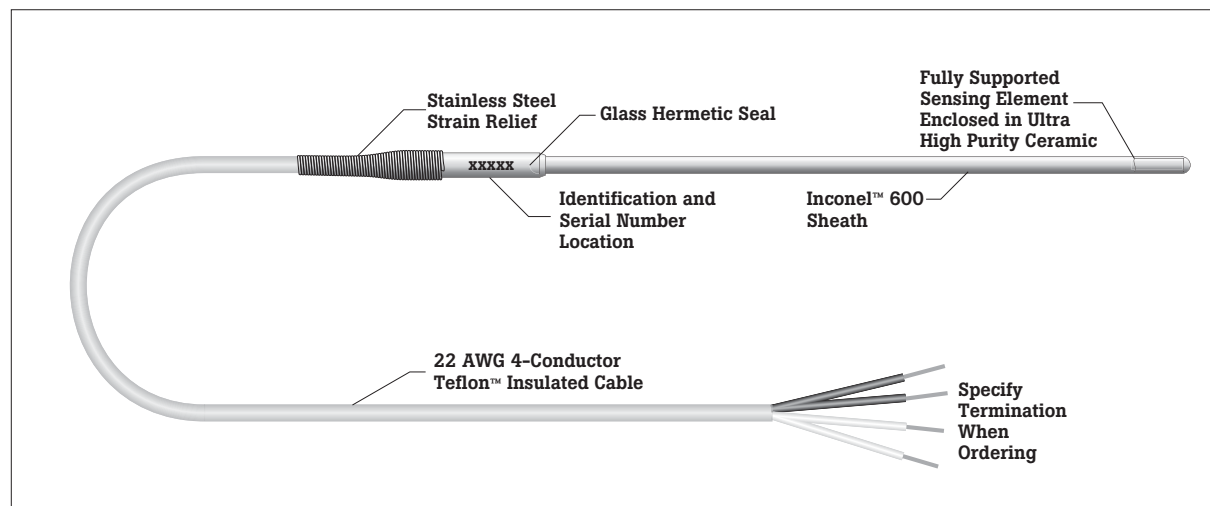 Stainless Steel
Strain Relief
Glass Hermetic Seal
Fully Supported
Sensing Element
Enclosed in Ultra
High Purity Ceramic
xxxxx
Identification and
Serial Number
Location
Inconel™ 600
Sheath
22 AWG 4-Conductor
Teflon™ Insulated Cable
Specify
Termination
When
Ordering